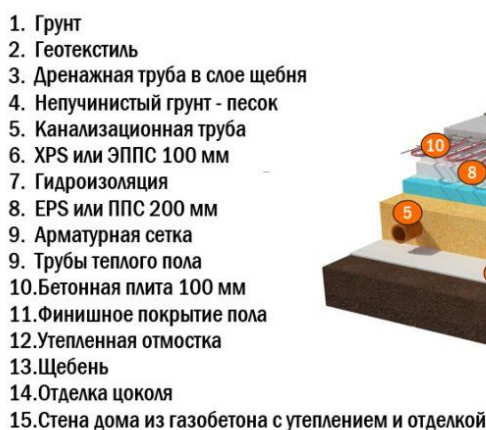 1. Грунт
2. Геотекстиль
3. Дренажная труба в слое щебня
4. Непучинистый грунт - песок
5. Канализационная труба
6. XPS или ЭППС 100 мм
7. Гидроизоляция
8. EPS или ППС 200 мм
9. Арматурная сетка
9. Трубы теплого пола
10.Бетонная плита 100 мм
11.Финишное покрытие пола
12.Утепленная отмостка
13.Щебень
14.Отделка цоколя
15.Стена дома из газобетона с утеплением и отделкой
10
8
5